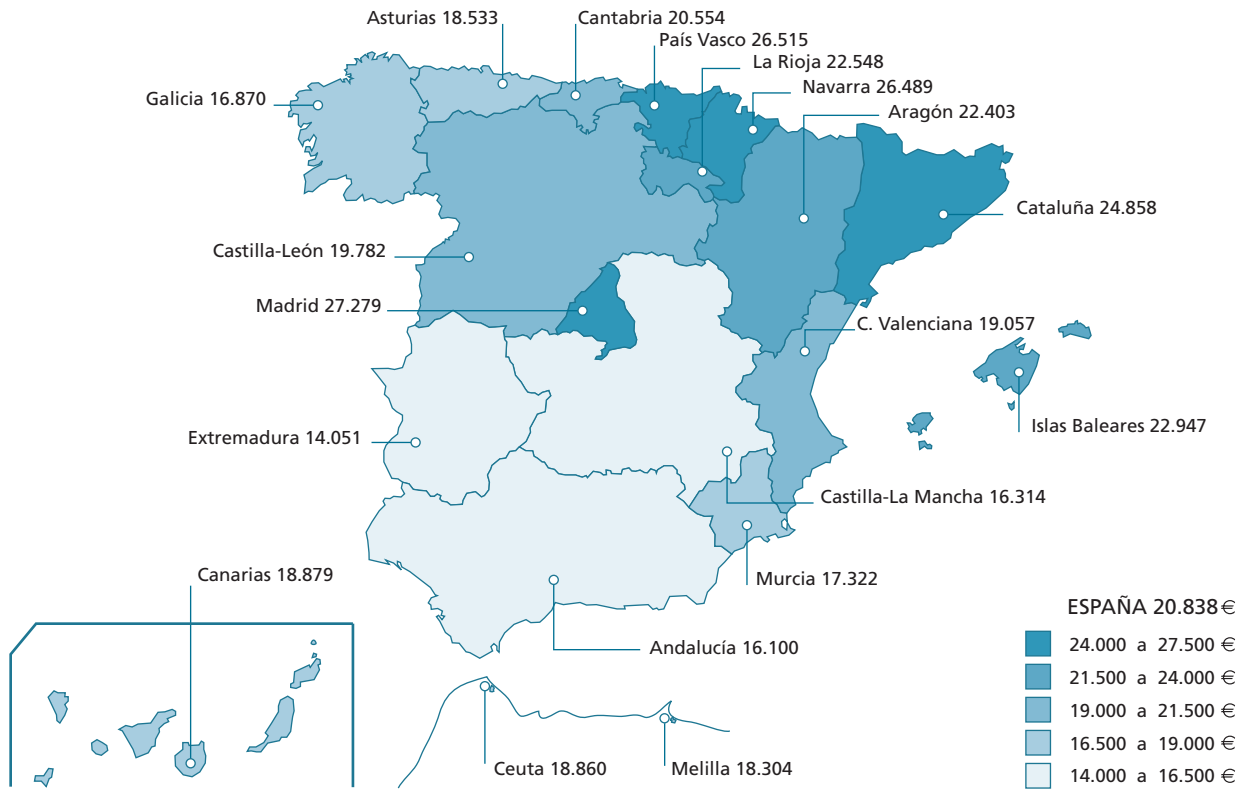 Asturias 18.533
Cantabria 20.554
País Vasco 26.515
La Rioja 22.548
Navarra 26.489
Galicia 16.870
Aragón 22.403
Cataluña 24.858
Castilla-León 19.782
Madrid 27.279
C. Valenciana 19.057
Islas Baleares 22.947
Extremadura 14.051
Castilla-La Mancha 16.314
Canarias 18.879
Murcia 17.322
Andalucía 16.100
Ceuta 18.860
Melilla 18.304
ESPAÑA 20.838 €
24.000 a 27.500 €
21.500 a 24.000 €
19.000 a 21.500 €
16.500 a 19.000 €
14.000 a 16.500 €